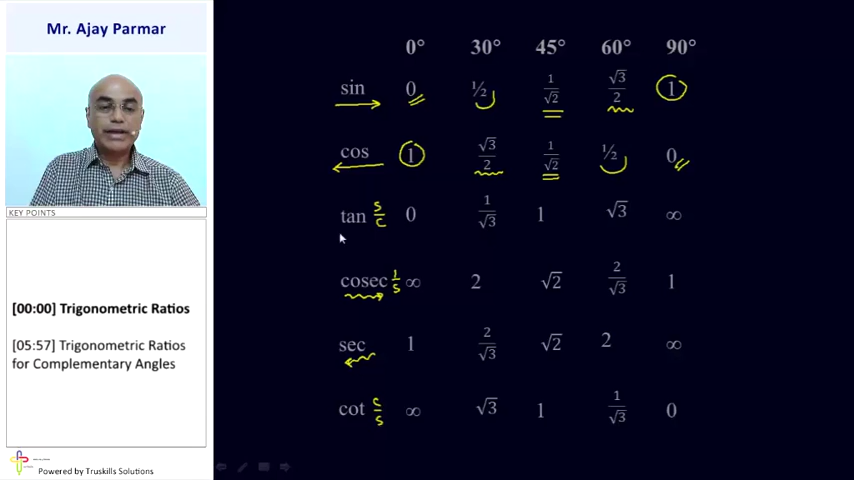 Mr. Ajay Parmar
KEY POINTS
[00:00] Trigonometric Ratios
[05:57] Trigonometric Ratios
for Complementary Angles
Powered by Truskills Solutions
0° 30° 45° 60° 90°
sin 0 ½ 1/√2 √3/2 1
cos 1 √3/2 1/√2 ½ 0
tan s/c 0 1/√3 1 √3 ∞
cosec 1/s ∞ 2 √2 2/√3 1
sec 1 2/√3 √2 2 ∞
cot c/s ∞ √3 1 1/√3 0